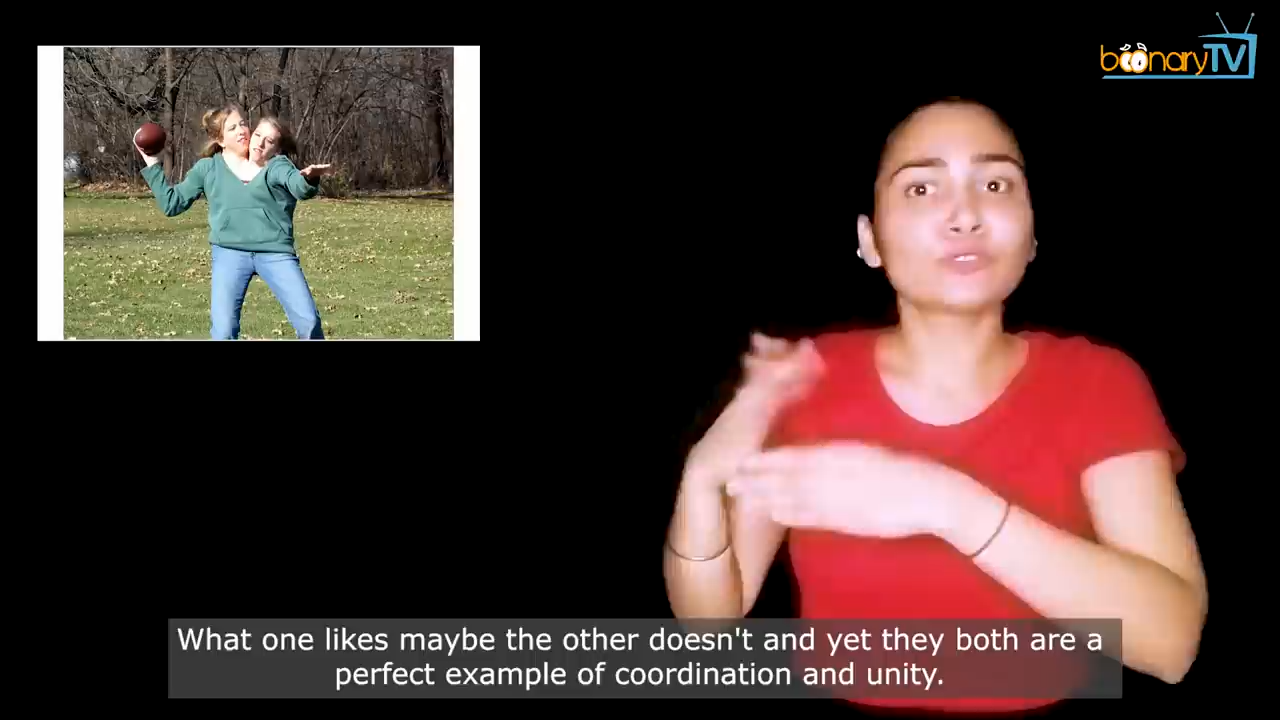 boonaryTV
What one likes maybe the other doesn't and yet they both are a
perfect example of coordination and unity.